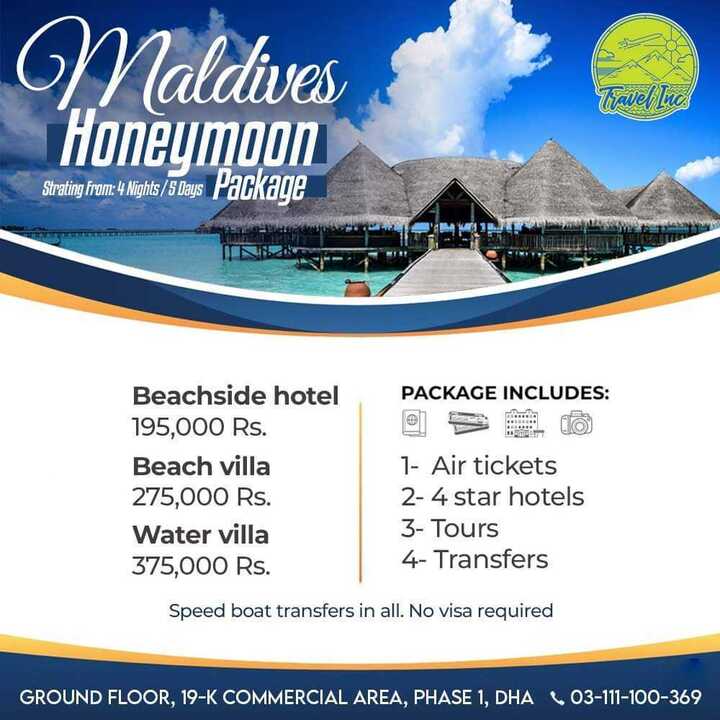 Maldives
Honeymoon
Strating From: 4 Nights / 5 Days Package
Travel Inc.
Beachside hotel
195,000 Rs.
Beach villa
275,000 Rs.
Water villa
375,000 Rs.
PACKAGE INCLUDES:
1- Air tickets
2- 4 star hotels
3- Tours
4- Transfers
Speed boat transfers in all. No visa required
GROUND FLOOR, 19-K COMMERCIAL AREA, PHASE 1, DHA 03-111-100-369